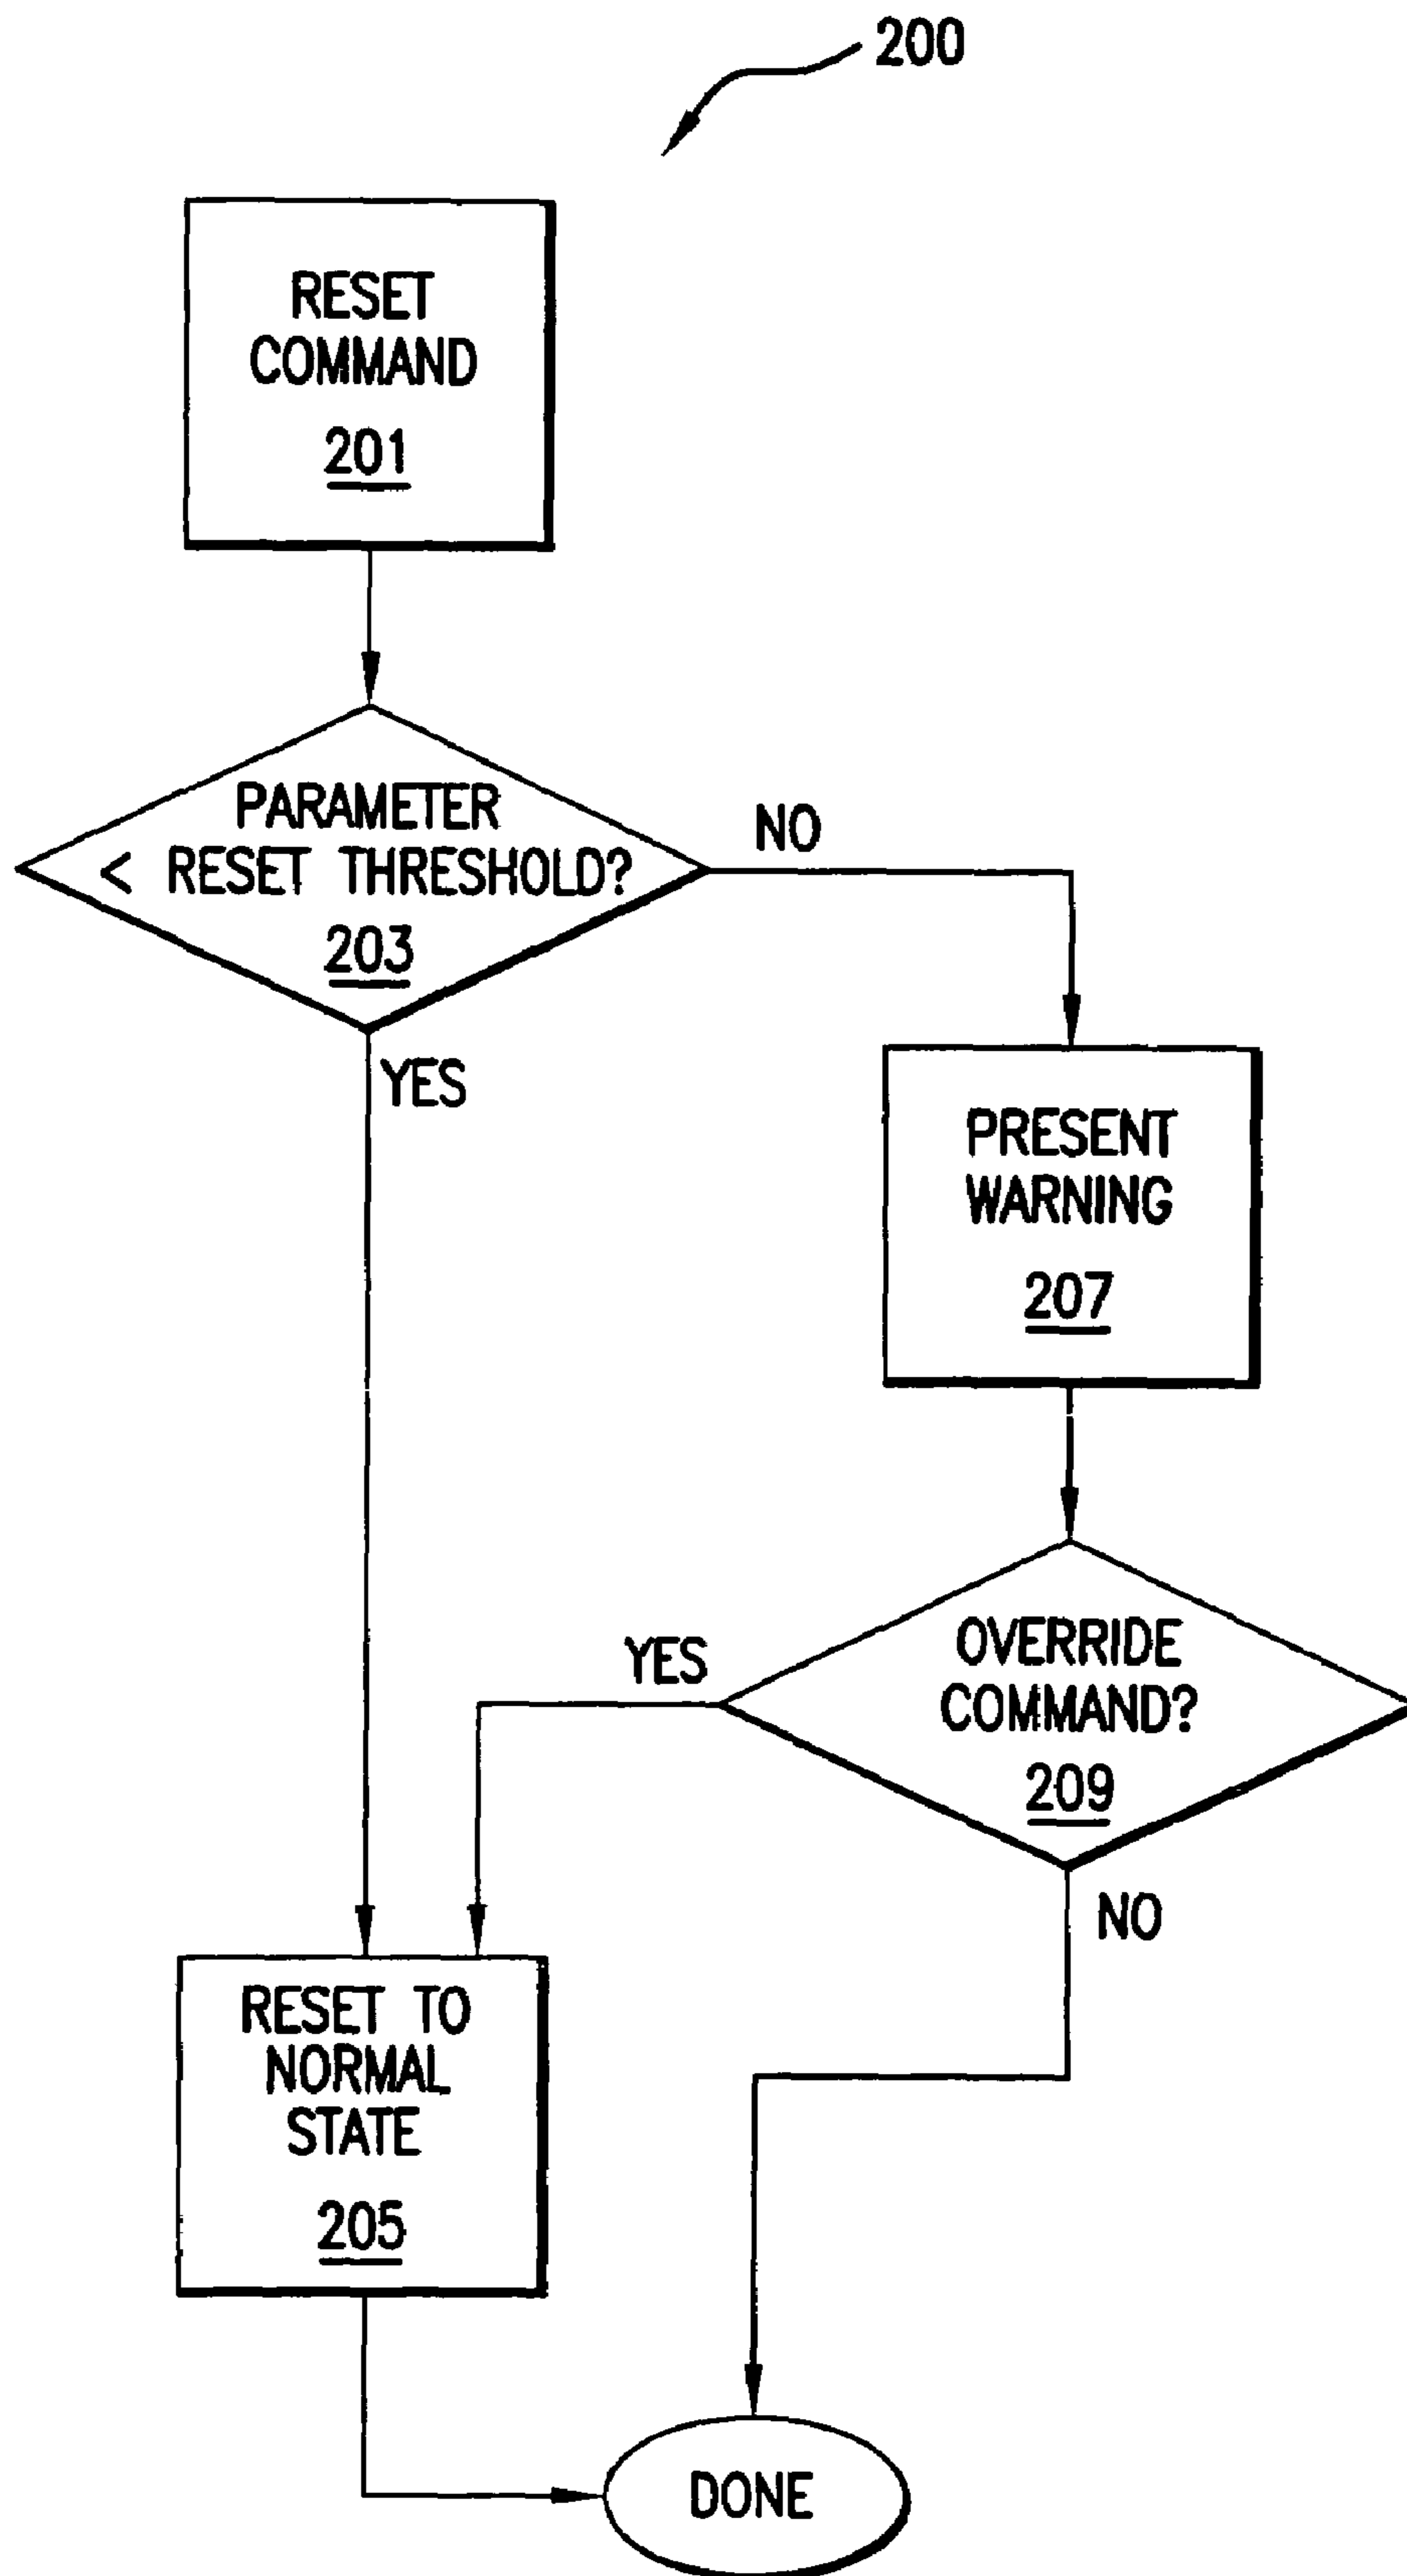 200
RESET
COMMAND
201
PARAMETER
< RESET THRESHOLD?
203
NO
YES
PRESENT
WARNING
207
OVERRIDE
COMMAND?
209
YES
NO
RESET TO
NORMAL
STATE
205
DONE